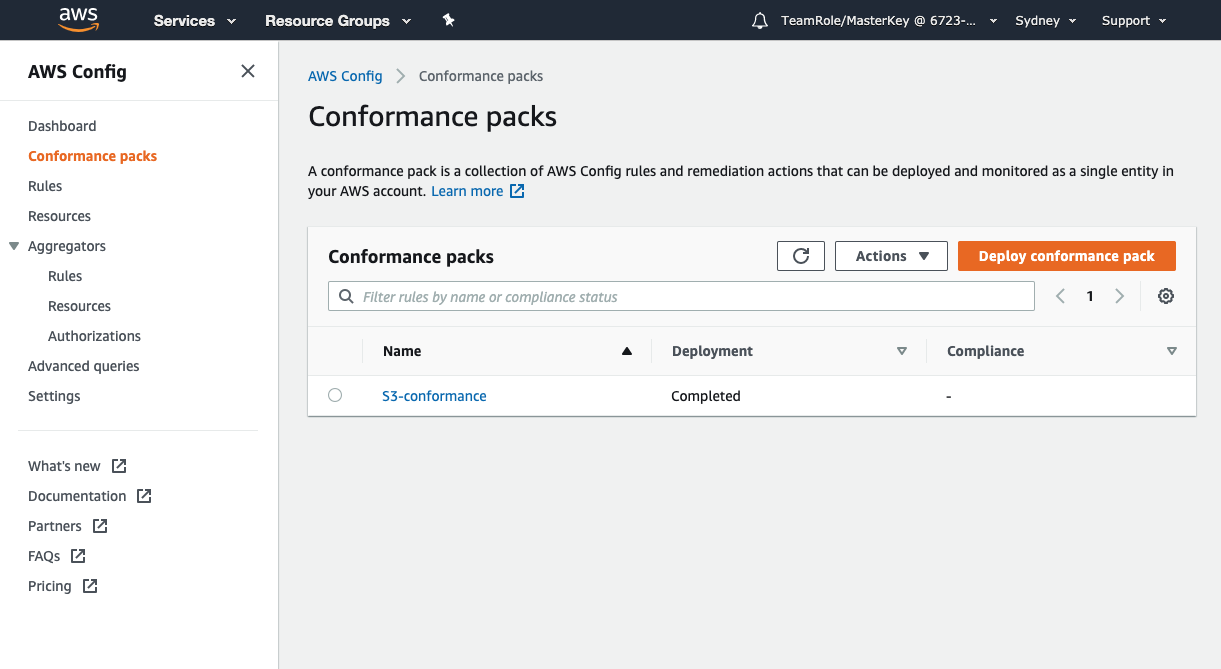 aws
Services
Resource Groups
TeamRole/MasterKey @ 6723-...
Sydney
Support
AWS Config
Dashboard
Conformance packs
Rules
Resources
Aggregators
Rules
Resources
Authorizations
Advanced queries
Settings
What's new
Documentation
Partners
FAQs
Pricing
AWS Config
Conformance packs
Conformance packs
A conformance pack is a collection of AWS Config rules and remediation actions that can be deployed and monitored as a single entity in
your AWS account. Learn more
Conformance packs
Actions
Deploy conformance pack
Filter rules by name or compliance status
1
Name
Deployment
Compliance
S3-conformance
Completed
-